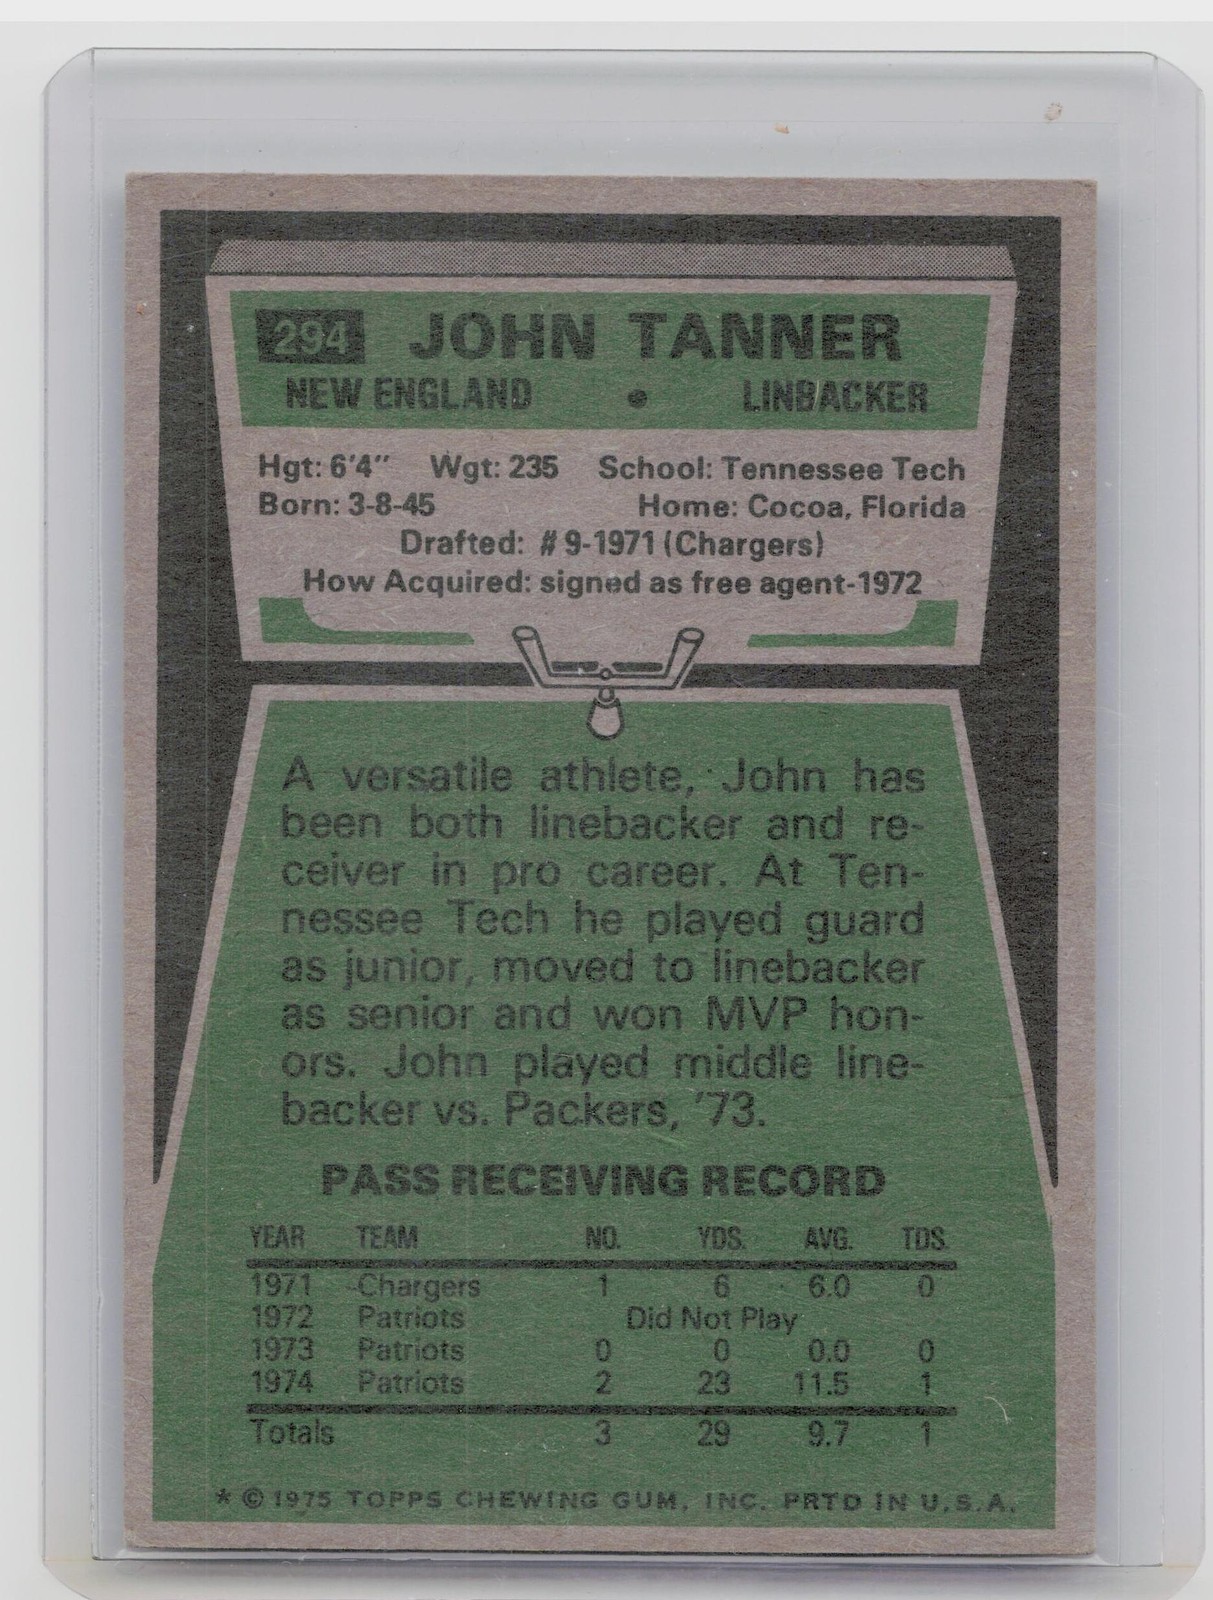 294 JOHN TANNER
NEW ENGLAND • LINBACKER
Hgt: 6'4" Wgt: 235 School: Tennessee Tech
Born: 3-8-45 Home: Cocoa, Florida
Drafted: #9-1971 (Chargers)
How Acquired: signed as free agent-1972
A versatile athlete, John has
been both linebacker and re-
ceiver in pro career. At Ten-
nessee Tech he played guard
as junior, moved to linebacker
as senior and won MVP hon-
ors. John played middle line-
backer vs. Packers, '73.
PASS RECEIVING RECORD
YEAR TEAM NO. YDS. AVG. TDS.
1971 Chargers 1 6 6.0 0
1972 Patriots Did Not Play
1973 Patriots 0 0 0.0 0
1974 Patriots 2 23 11.5 1
Totals 3 29 9.7 1
* © 1975 TOPPS CHEWING GUM, INC. PRTD IN U.S.A.